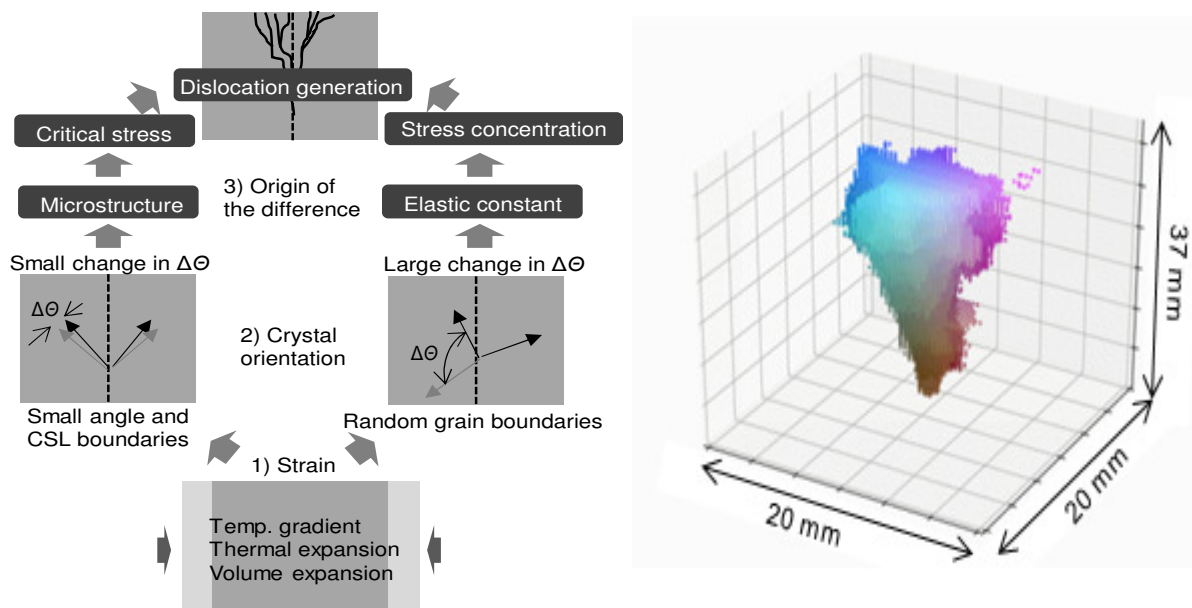 Dislocation generation
Critical stress
Stress concentration
Microstructure
3) Origin of
the difference
Elastic constant
Small change in ΔΘ
Large change in ΔΘ
ΔΘ
2) Crystal
orientation
ΔΘ
Small angle and
CSL boundaries
Random grain boundaries
1) Strain
Temp. gradient
Thermal expansion
Volume expansion
37 mm
20 mm
20 mm